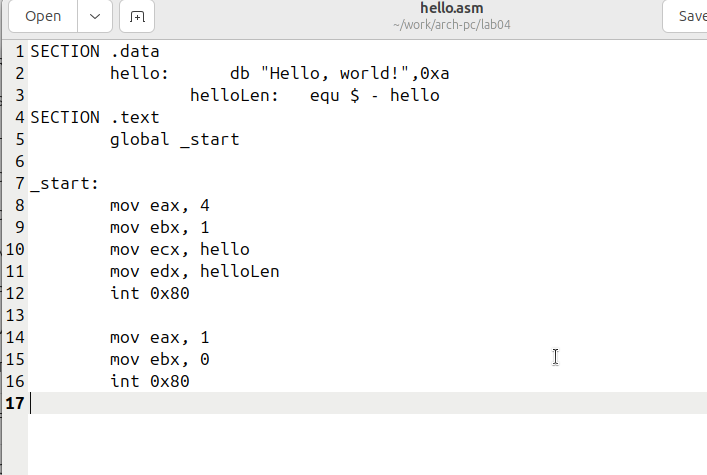 Open
hello.asm
~/work/arch-pc/lab04
Save
1 SECTION .data
2         hello:      db "Hello, world!",0xa
3                 helloLen:   equ $ - hello
4 SECTION .text
5         global _start
6
7 _start:
8         mov eax, 4
9         mov ebx, 1
10         mov ecx, hello
11         mov edx, helloLen
12         int 0x80
13
14         mov eax, 1
15         mov ebx, 0
16         int 0x80
17